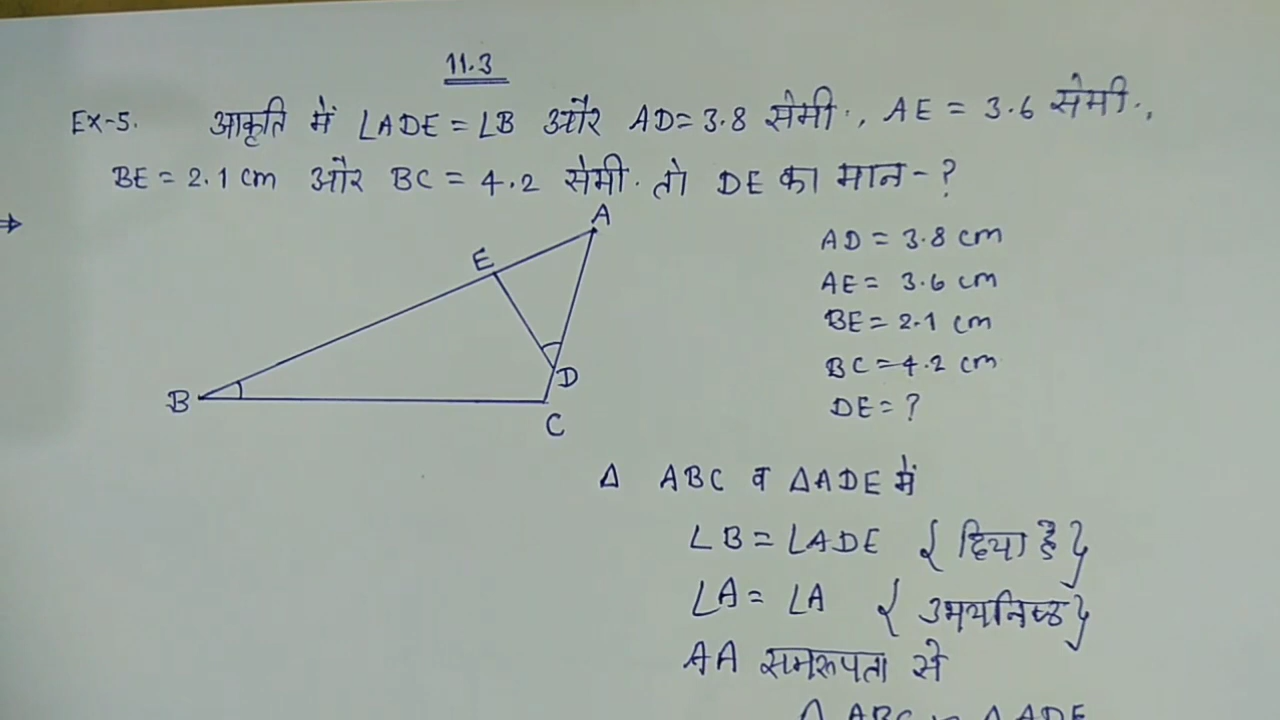 11.3
Ex-5. आकृति में ∠ADE = ∠B और AD = 3.8 सेमी., AE = 3.6 सेमी.,
BE = 2.1 cm और BC = 4.2 सेमी. तो DE का मान - ?
⇒
A
E
D
B
C
AD = 3.8 cm
AE = 3.6 cm
BE = 2.1 cm
BC = 4.2 cm
DE = ?
Δ ABC व ΔADE में
∠B = ∠ADE { दिया है }
∠A = ∠A { उभयनिष्ठ }
AA समरूपता से
Δ ABC ~ Δ ADE